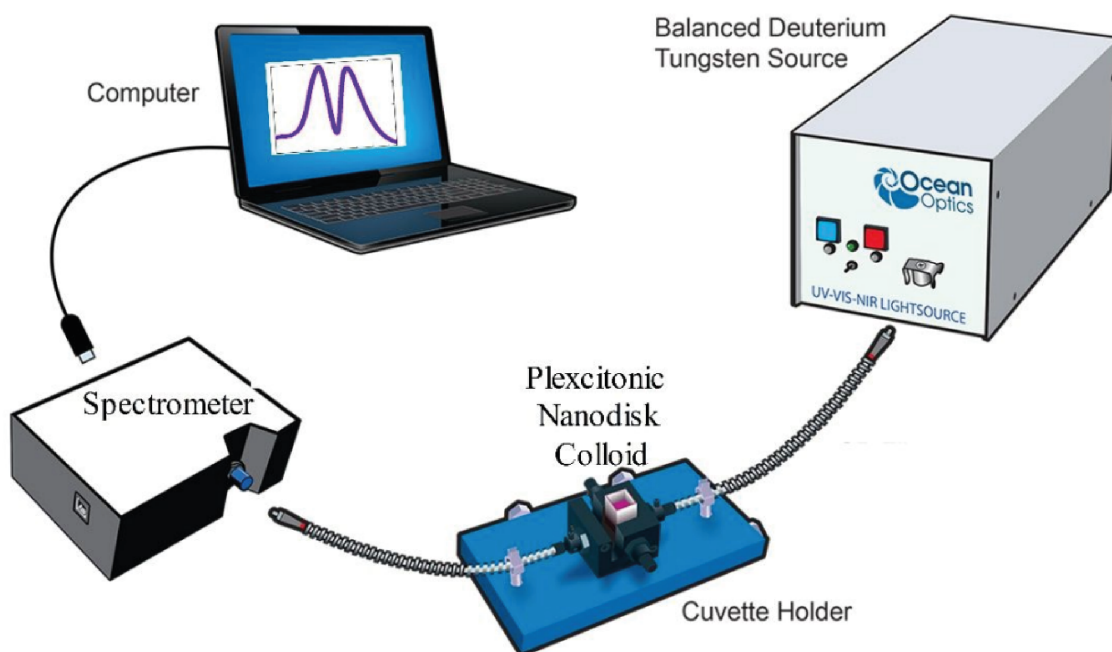 Balanced Deuterium
Tungsten Source
Computer
Ocean
Optics
UV-VIS-NIR LIGHTSOURCE
Spectrometer
Plexcitonic
Nanodisk
Colloid
Cuvette Holder